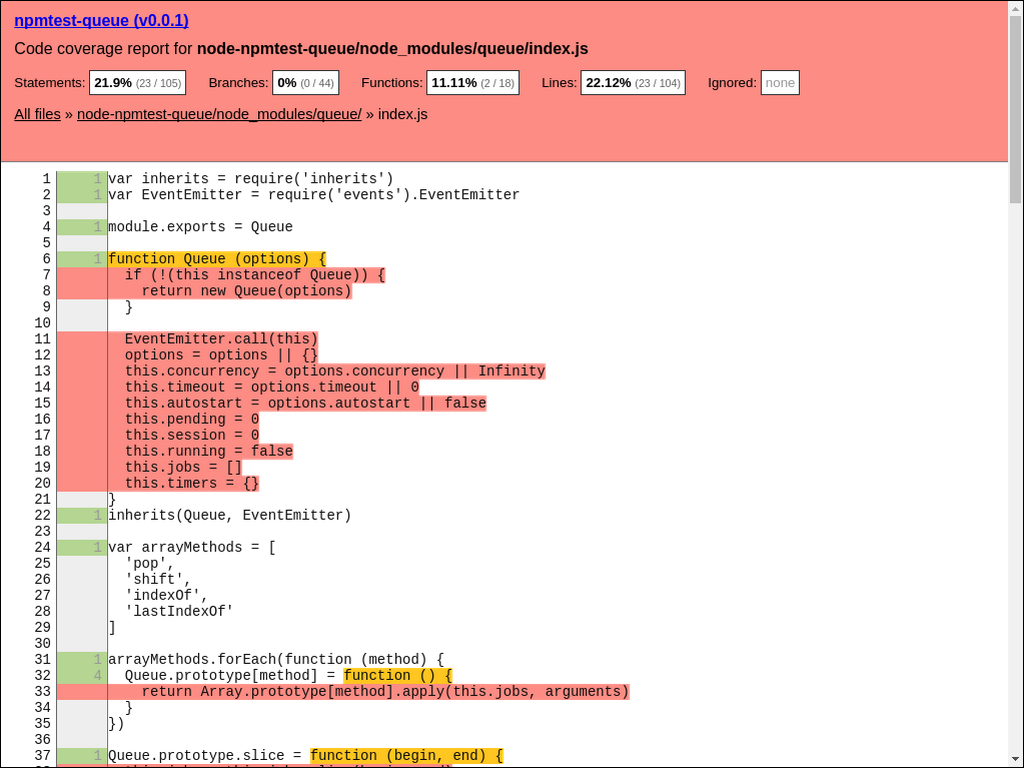 npmtest-queue (v0.0.1)
Code coverage report for node-npmtest-queue/node_modules/queue/index.js
Statements: 21.9% (23 / 105) Branches: 0% (0 / 44) Functions: 11.11% (2 / 18) Lines: 22.12% (23 / 104) Ignored: none
All files » node-npmtest-queue/node_modules/queue/ » index.js
1 1 var inherits = require('inherits')
2 1 var EventEmitter = require('events').EventEmitter
3
4 1 module.exports = Queue
5
6 1 function Queue (options) {
7 if (!(this instanceof Queue)) {
8 return new Queue(options)
9 }
10
11 EventEmitter.call(this)
12 options = options || {}
13 this.concurrency = options.concurrency || Infinity
14 this.timeout = options.timeout || 0
15 this.autostart = options.autostart || false
16 this.pending = 0
17 this.session = 0
18 this.running = false
19 this.jobs = []
20 this.timers = {}
21 }
22 1 inherits(Queue, EventEmitter)
23
24 1 var arrayMethods = [
25 'pop',
26 'shift',
27 'indexOf',
28 'lastIndexOf'
29 ]
30
31 1 arrayMethods.forEach(function (method) {
32 4 Queue.prototype[method] = function () {
33 return Array.prototype[method].apply(this.jobs, arguments)
34 }
35 })
36
37 1 Queue.prototype.slice = function (begin, end) {